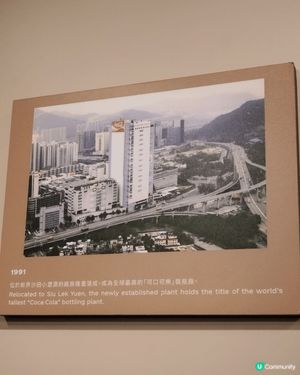 1991
位於新界沙田小瀝源的廠房隆重落成,成為全球最高的「可口可樂」裝瓶廠。
Relocated to Siu Lek Yuen, the newly established plant holds the title of the world's
tallest "Coca-Cola" bottling plant.
U Community